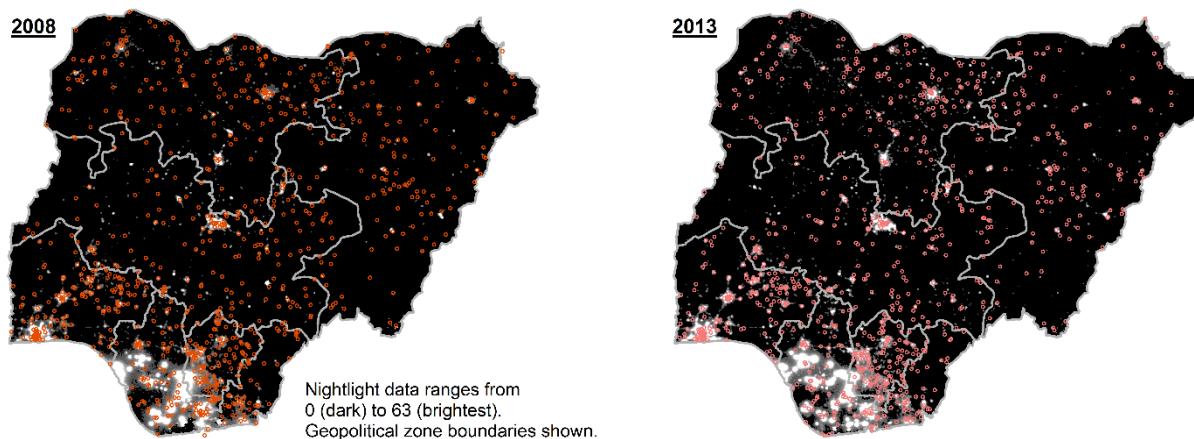 2008
2013
Nightlight data ranges from
0 (dark) to 63 (brightest).
Geopolitical zone boundaries shown.